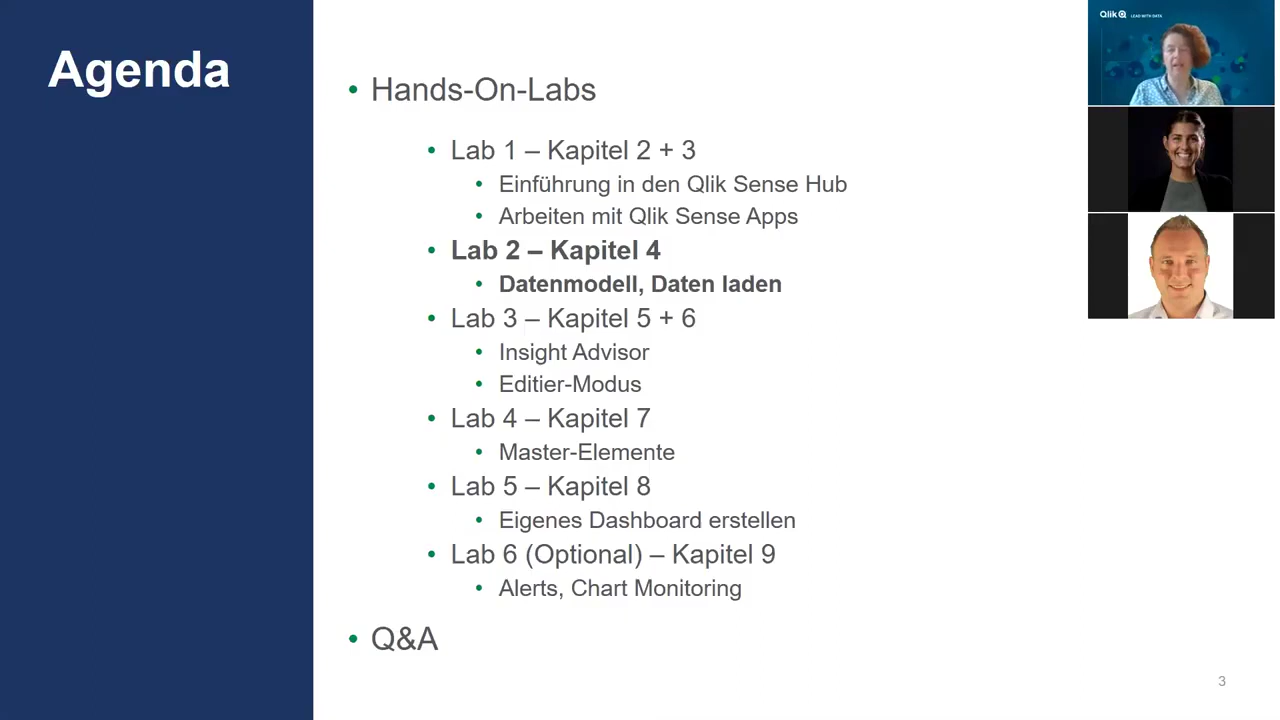 Agenda
Hands-On-Labs
Lab 1 – Kapitel 2 + 3
Einführung in den Qlik Sense Hub
Arbeiten mit Qlik Sense Apps
Lab 2 – Kapitel 4
Datenmodell, Daten laden
Lab 3 – Kapitel 5 + 6
Insight Advisor
Editier-Modus
Lab 4 – Kapitel 7
Master-Elemente
Lab 5 – Kapitel 8
Eigenes Dashboard erstellen
Lab 6 (Optional) – Kapitel 9
Alerts, Chart Monitoring
Q&A
3
Qlik LEAD WITH DATA